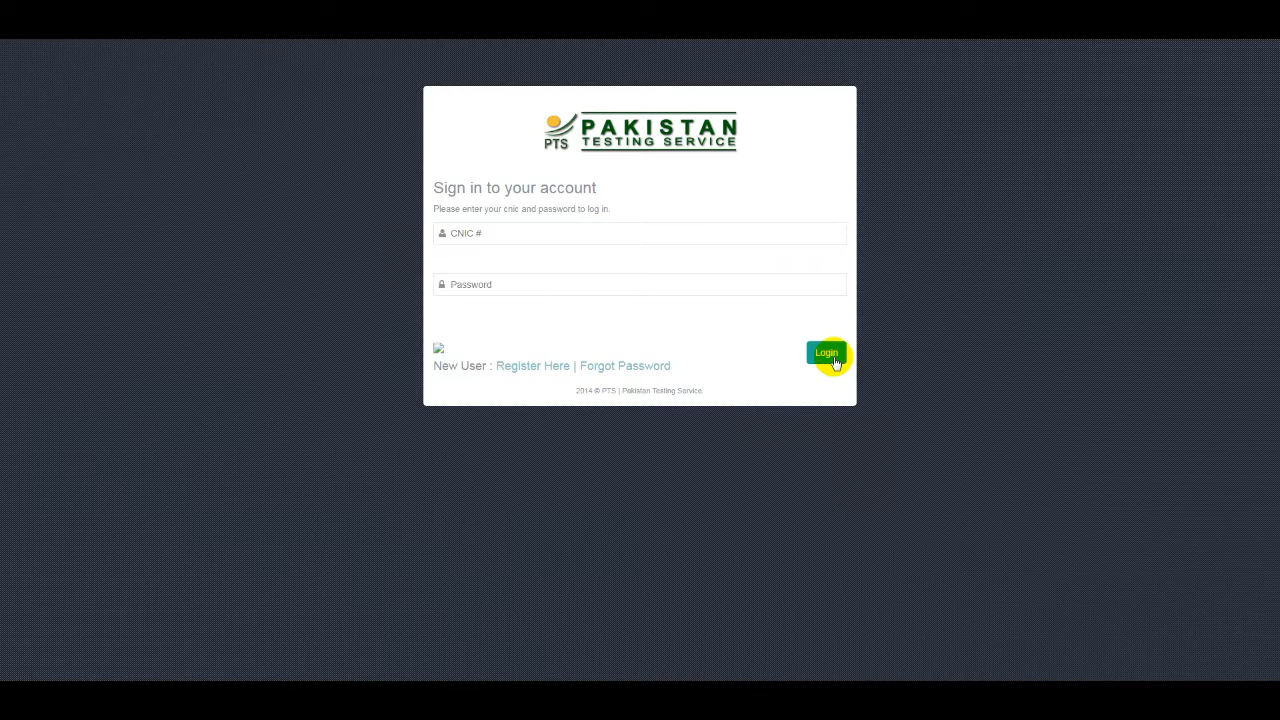 PAKISTAN
PTS TESTING SERVICE
Sign in to your account
Please enter your cnic and password to log in.
CNIC #
Password
Login
New User : Register Here | Forgot Password
2014 © PTS | Pakistan Testing Service.